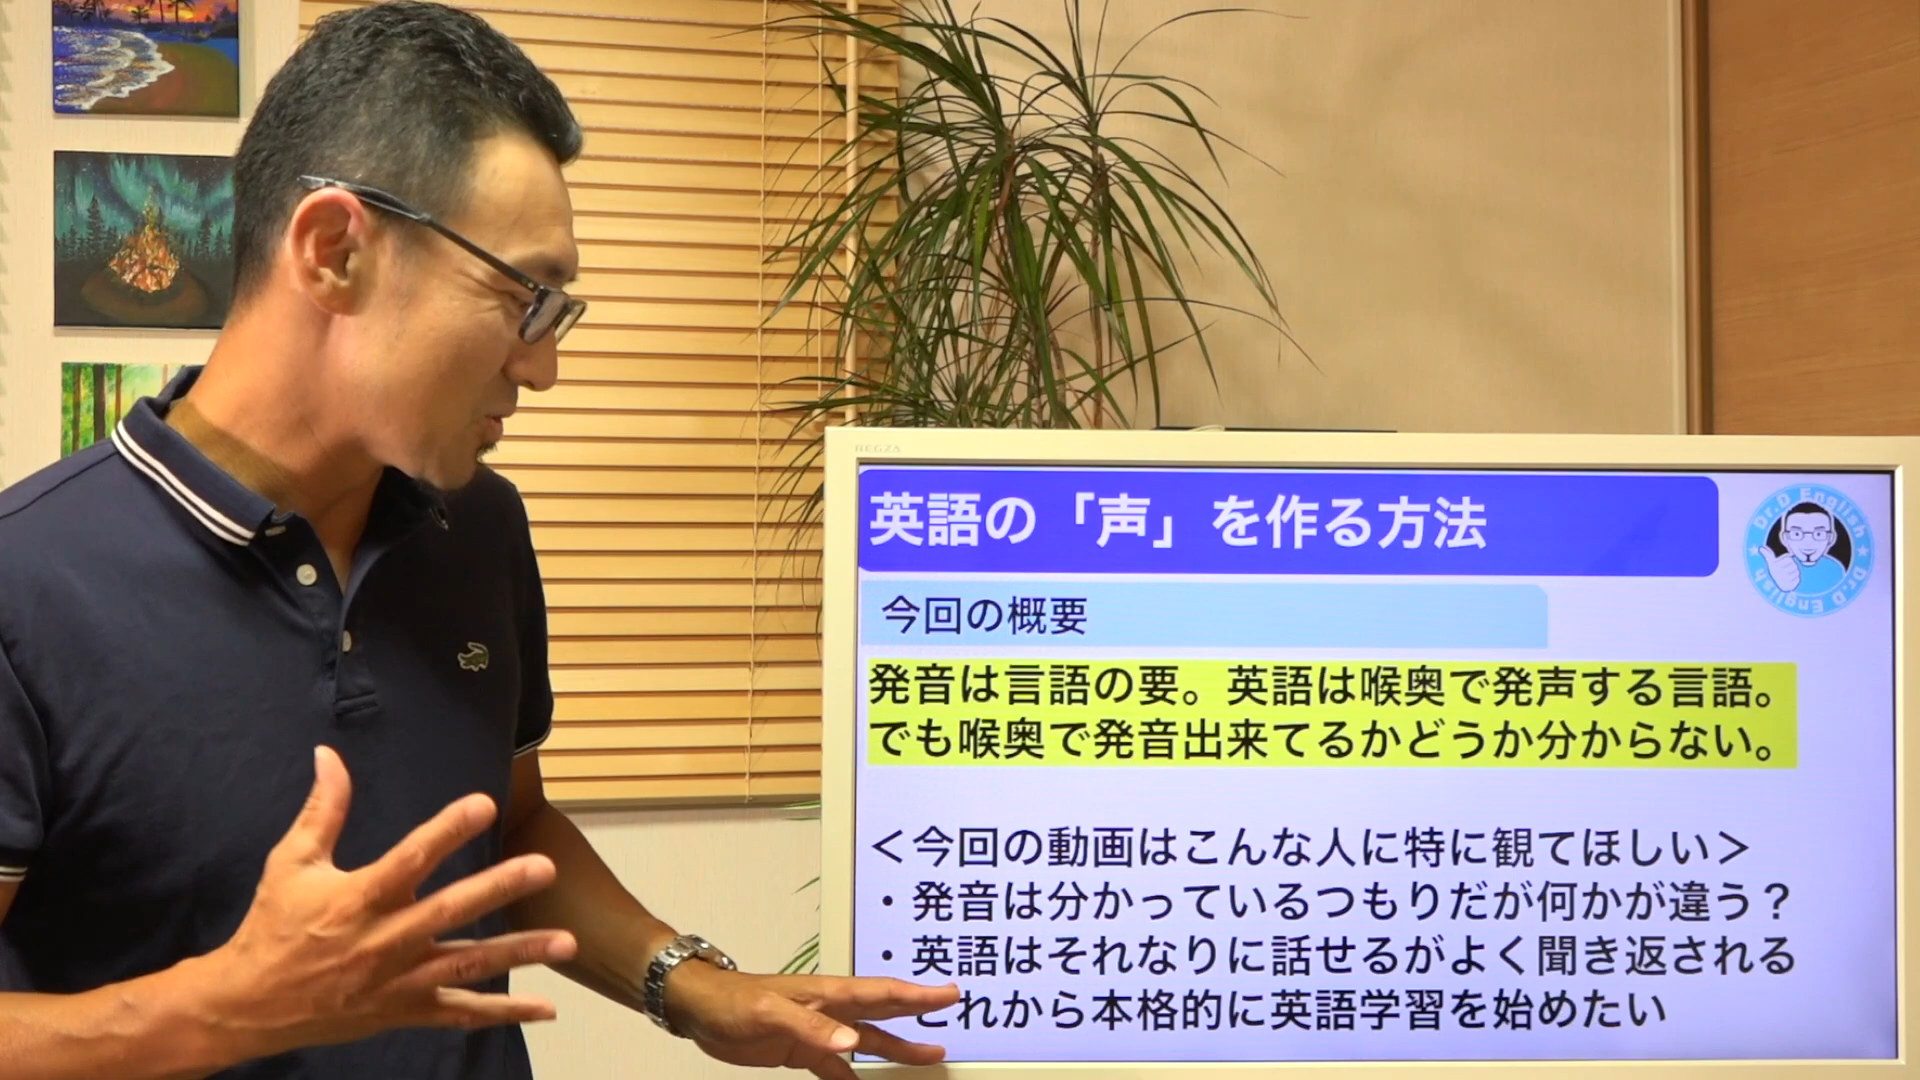 REGZA
英語の「声」を作る方法
Dr.D English
Dr.D English
今回の概要
発音は言語の要。英語は喉奥で発声する言語。
でも喉奥で発音出来てるかどうか分からない。
＜今回の動画はこんな人に特に観てほしい＞
・発音は分かっているつもりだが何かが違う？
・英語はそれなりに話せるがよく聞き返される
これから本格的に英語学習を始めたい